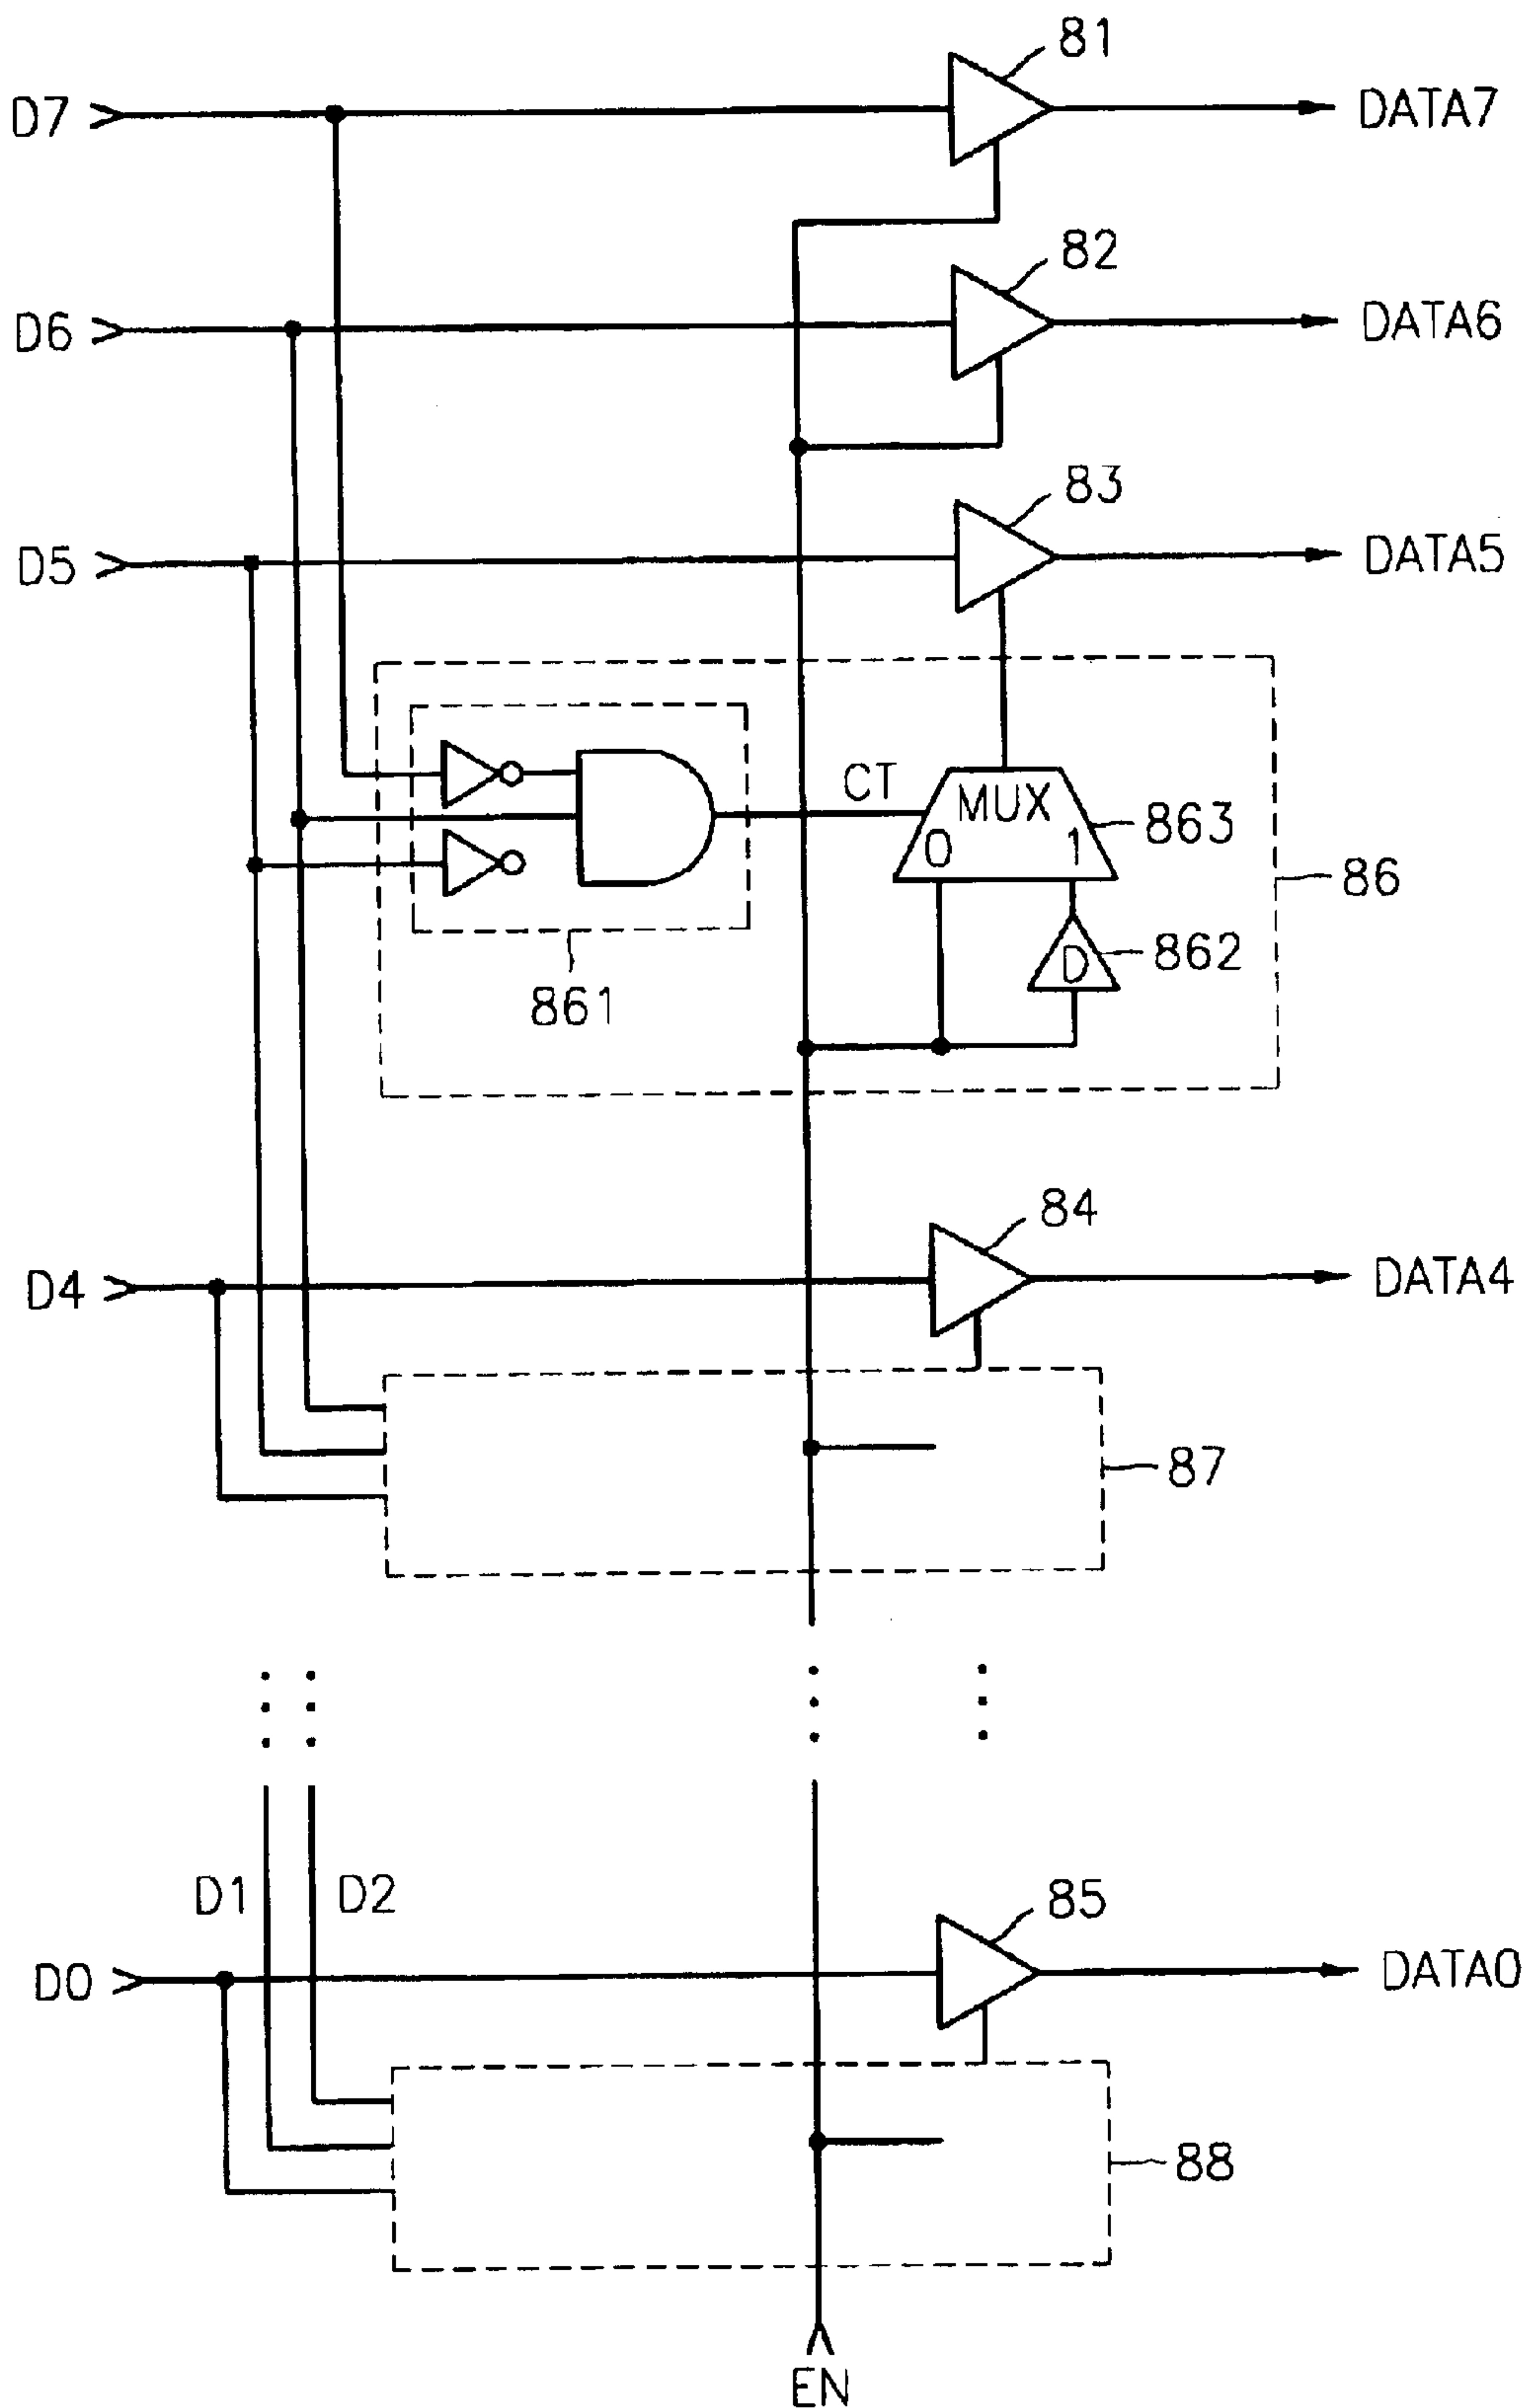 81
D7
DATA7
82
D6
DATA6
83
D5
DATA5
CT
MUX
863
0
1
86
862
D
861
84
D4
DATA4
87
D1
D2
85
D0
DATA0
88
EN